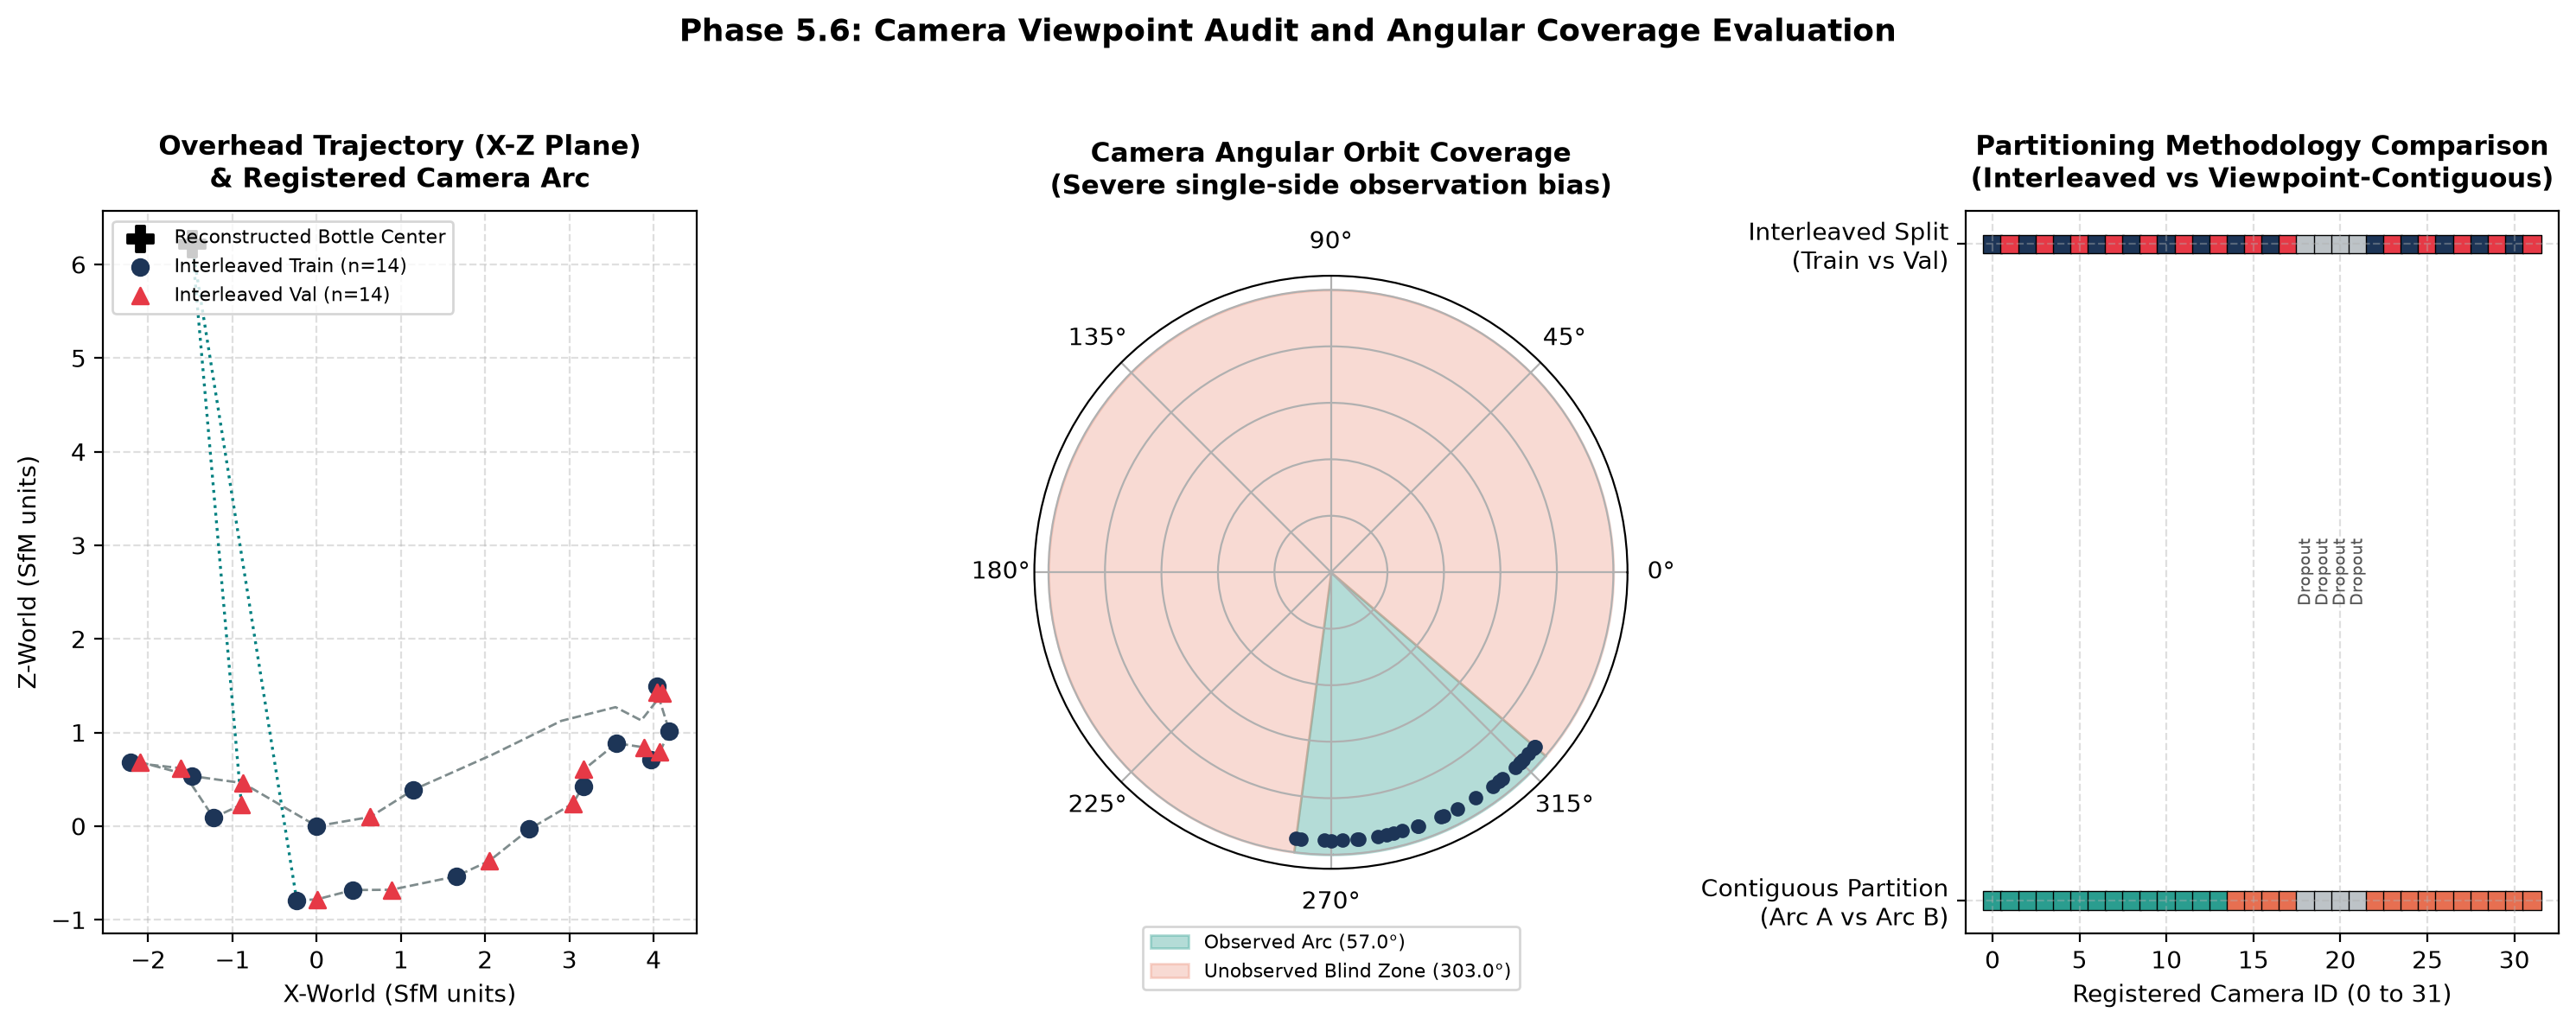 Phase 5.6: Camera Viewpoint Audit and Angular Coverage Evaluation
Overhead Trajectory (X-Z Plane)
& Registered Camera Arc
Reconstructed Bottle Center
Interleaved Train (n=14)
Interleaved Val (n=14)
6
5
4
3
2
1
0
−1
Z-World (SfM units)
−2
−1
0
1
2
3
4
X-World (SfM units)
Camera Angular Orbit Coverage
(Severe single-side observation bias)
90°
135°
45°
180°
0°
225°
315°
270°
Observed Arc (57.0°)
Unobserved Blind Zone (303.0°)
Partitioning Methodology Comparison
(Interleaved vs Viewpoint-Contiguous)
Interleaved Split
(Train vs Val)
Dropout
Dropout
Dropout
Dropout
Contiguous Partition
(Arc A vs Arc B)
0
5
10
15
20
25
30
Registered Camera ID (0 to 31)